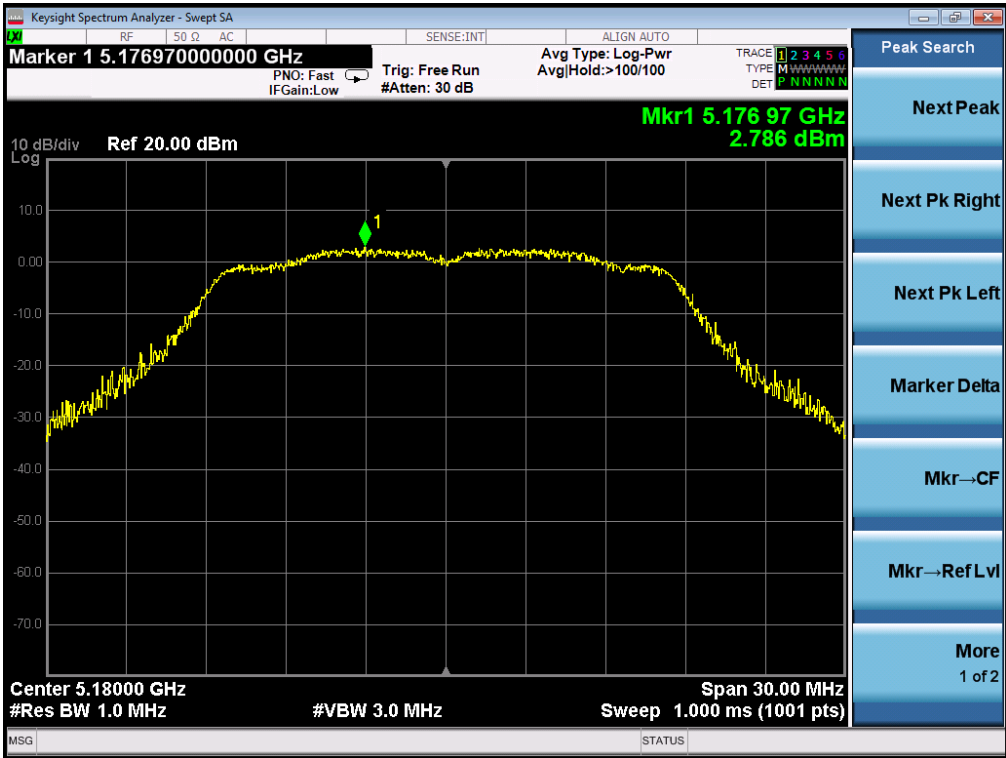 Keysight Spectrum Analyzer - Swept SA
LXI RF 50 Ω AC SENSE:INT ALIGN AUTO
Marker 1 5.176970000000 GHz
PNO: Fast
IFGain:Low
Trig: Free Run
#Atten: 30 dB
Avg Type: Log-Pwr
Avg|Hold:>100/100
TRACE 1 2 3 4 5 6
TYPE M WWWWW
DET P N N N N N
Mkr1 5.176 97 GHz
2.786 dBm
10 dB/div Ref 20.00 dBm
Log
1
10.0
0.00
-10.0
-20.0
-30.0
-40.0
-50.0
-60.0
-70.0
Center 5.18000 GHz Span 30.00 MHz
#Res BW 1.0 MHz #VBW 3.0 MHz Sweep 1.000 ms (1001 pts)
MSG STATUS
Peak Search
Next Peak
Next Pk Right
Next Pk Left
Marker Delta
Mkr→CF
Mkr→Ref Lvl
More
1 of 2